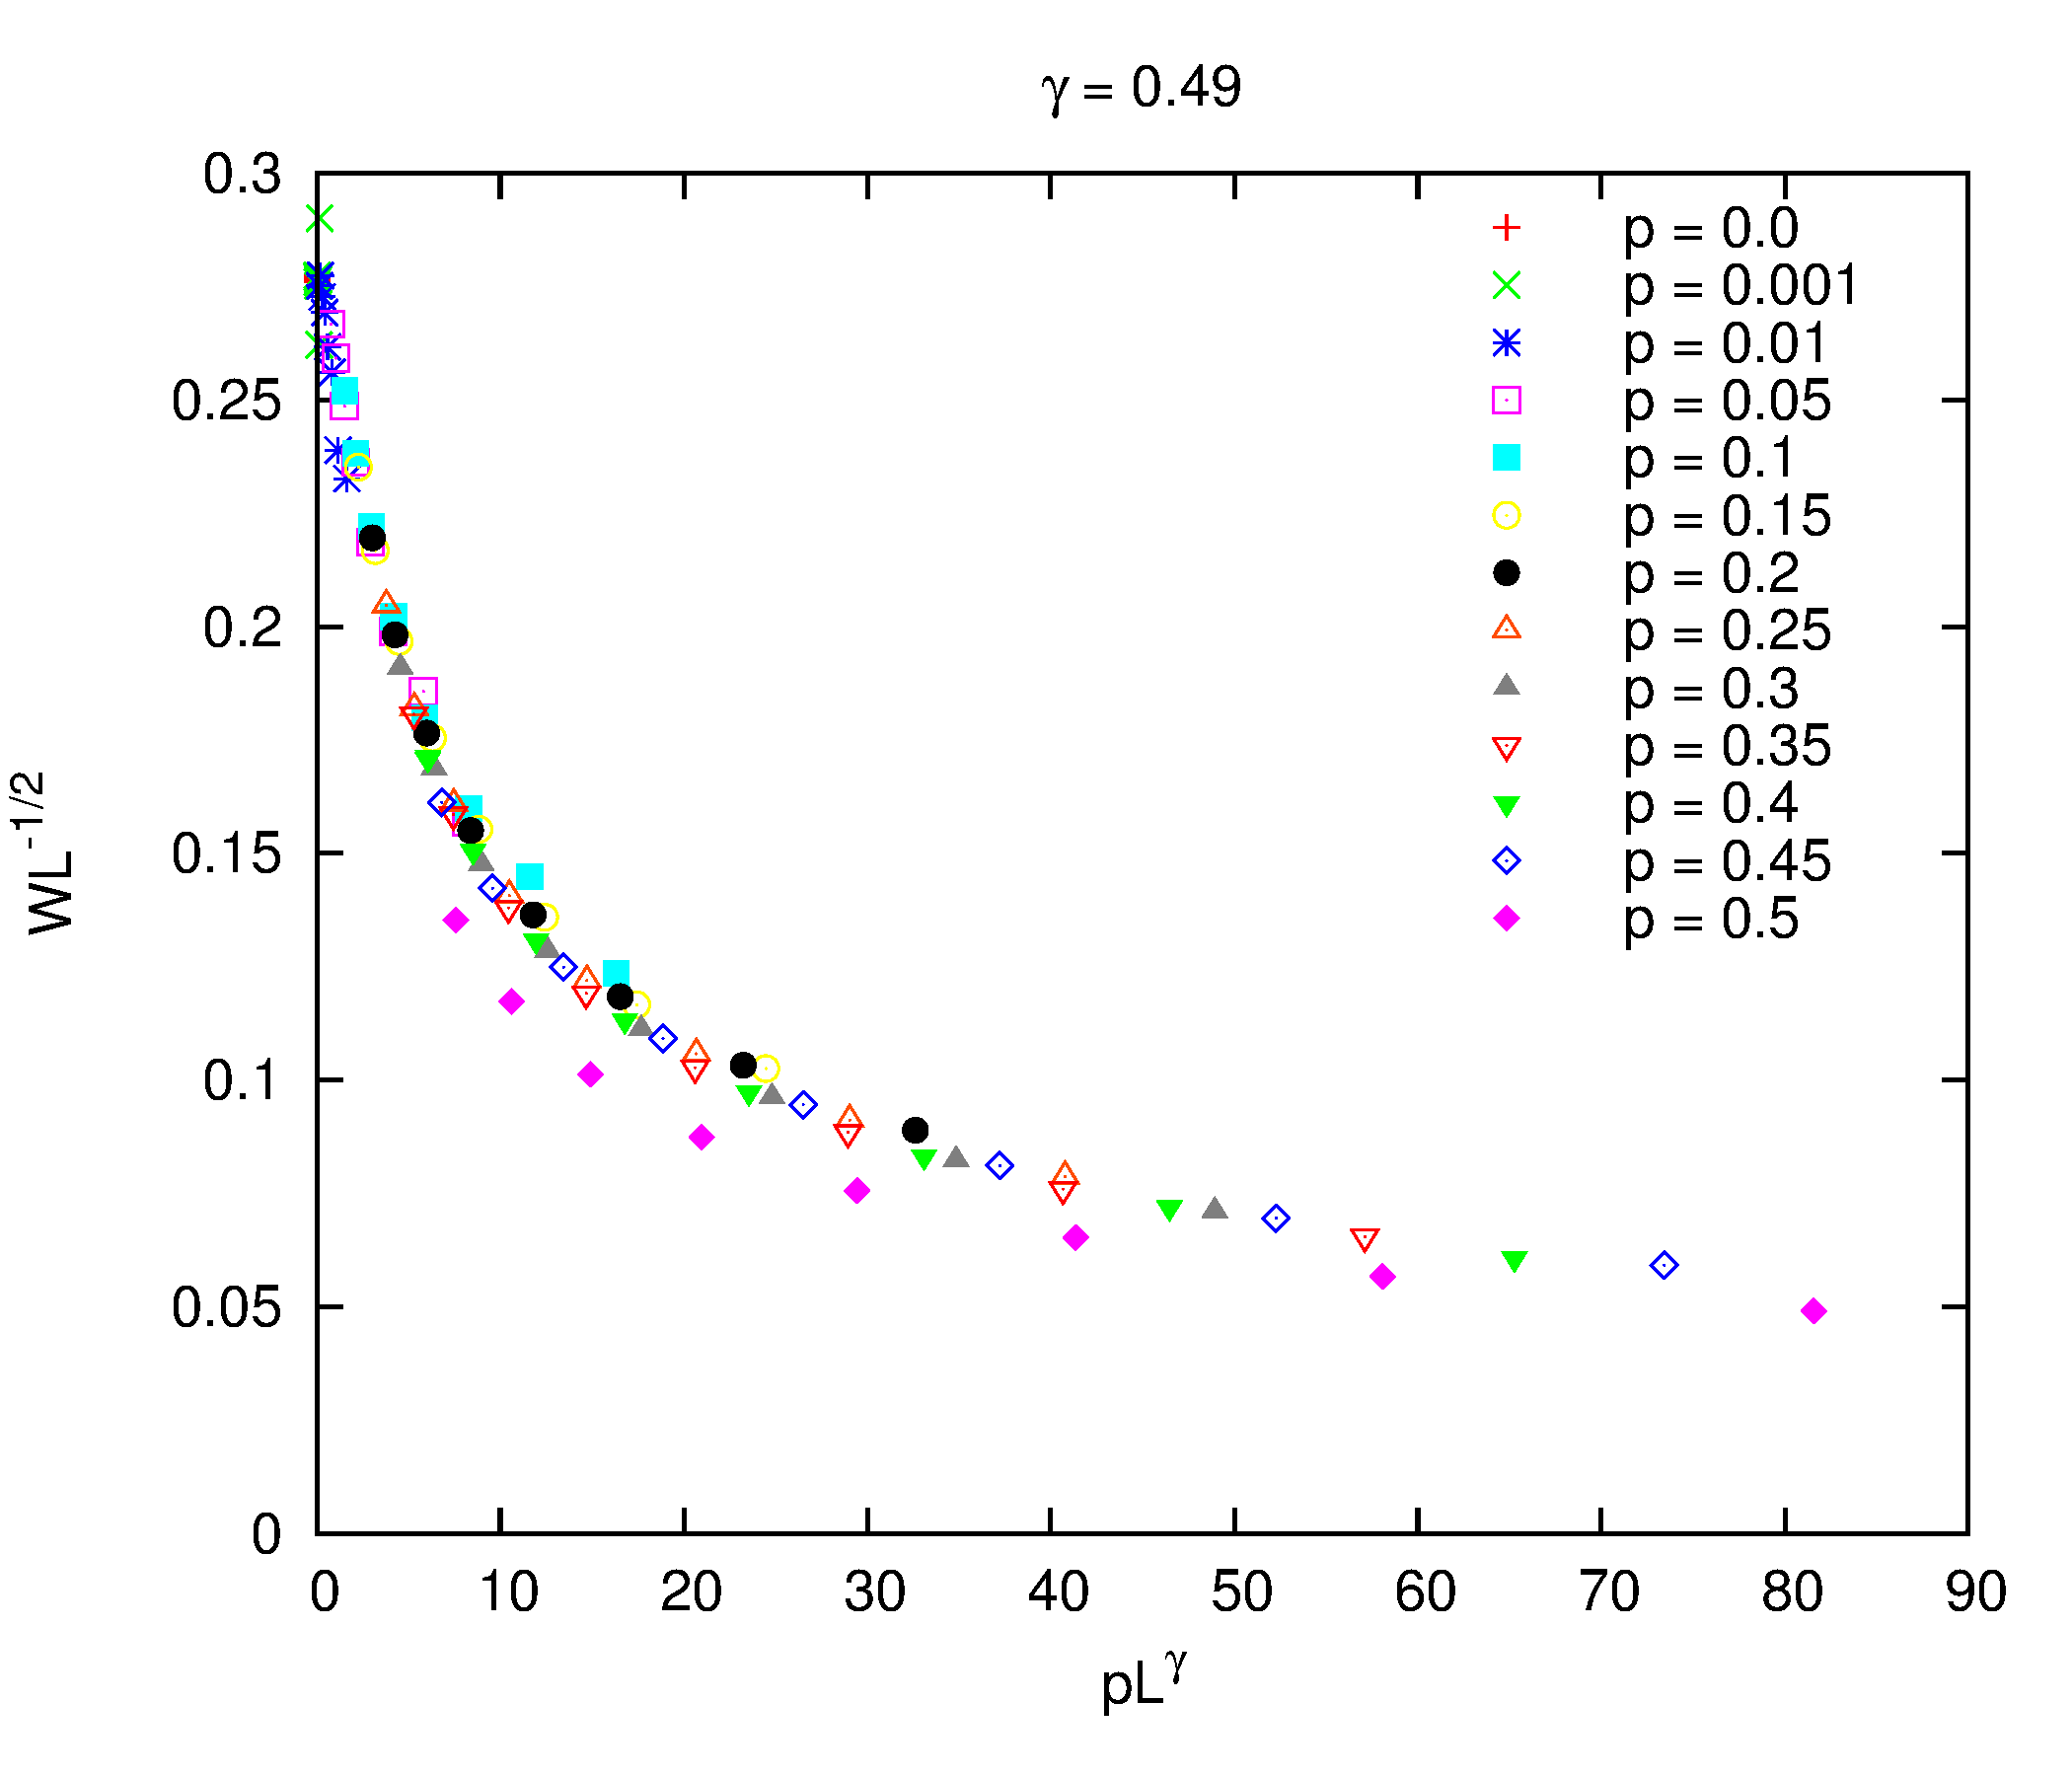 γ = 0.49
0.3
0.25
0.2
0.15
0.1
0.05
0
WL^-1/2
p = 0.0
p = 0.001
p = 0.01
p = 0.05
p = 0.1
p = 0.15
p = 0.2
p = 0.25
p = 0.3
p = 0.35
p = 0.4
p = 0.45
p = 0.5
0 10 20 30 40 50 60 70 80 90
pL^γ